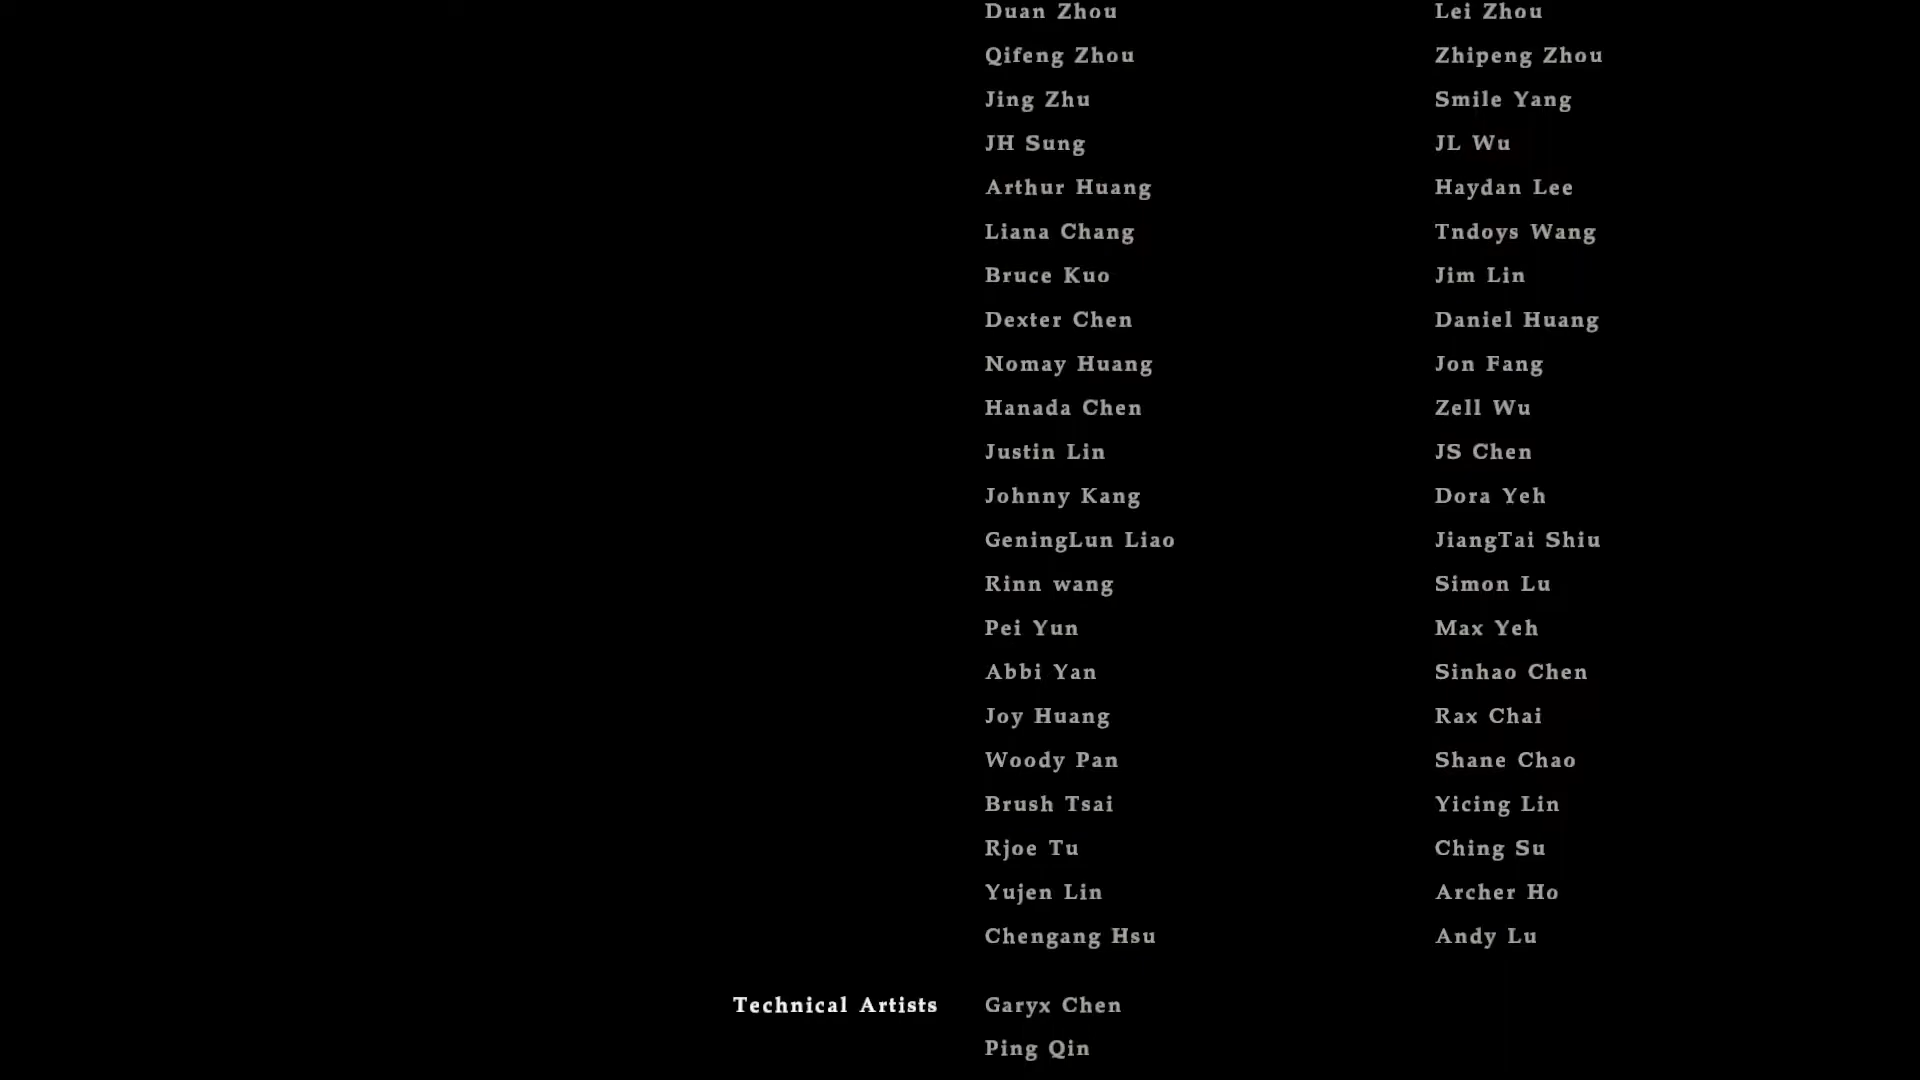 Duan Zhou Lei Zhou
Qifeng Zhou Zhipeng Zhou
Jing Zhu Smile Yang
JH Sung JL Wu
Arthur Huang Haydan Lee
Liana Chang Tndoys Wang
Bruce Kuo Jim Lin
Dexter Chen Daniel Huang
Nomay Huang Jon Fang
Hanada Chen Zell Wu
Justin Lin JS Chen
Johnny Kang Dora Yeh
GeningLun Liao JiangTai Shiu
Rinn wang Simon Lu
Pei Yun Max Yeh
Abbi Yan Sinhao Chen
Joy Huang Rax Chai
Woody Pan Shane Chao
Brush Tsai Yicing Lin
Rjoe Tu Ching Su
Yujen Lin Archer Ho
Chengang Hsu Andy Lu
Technical Artists Garyx Chen
Ping Qin